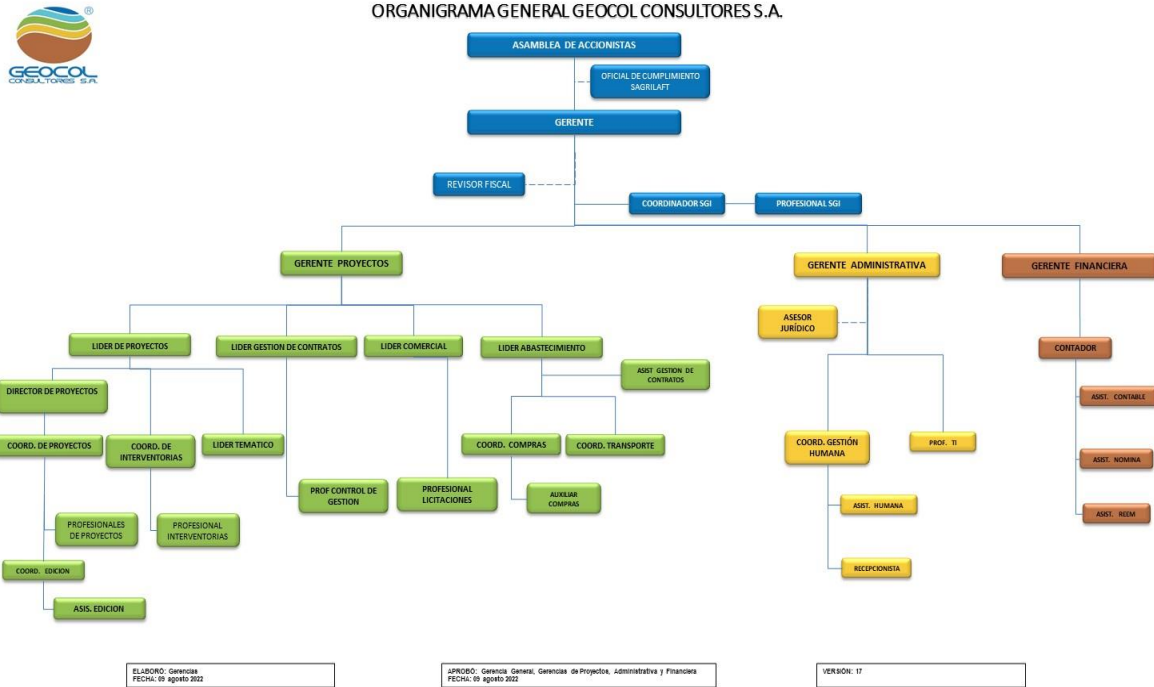 ORGANIGRAMA GENERAL GEOCOL CONSULTORES S.A.
®
GEOCOL
CONSULTORES S.A.
ASAMBLEA DE ACCIONISTAS
OFICIAL DE CUMPLIMIENTO
SAGRILAFT
GERENTE
REVISOR FISCAL
COORDINADOR SGI
PROFESIONAL SGI
GERENTE PROYECTOS
GERENTE ADMINISTRATIVA
GERENTE FINANCIERA
ASESOR
JURÍDICO
LIDER DE PROYECTOS
LIDER GESTION DE CONTRATOS
LIDER COMERCIAL
LIDER ABASTECIMIENTO
CONTADOR
ASIST GESTION DE
CONTRATOS
DIRECTOR DE PROYECTOS
ASIST. CONTABLE
COORD. DE PROYECTOS
COORD. DE
INTERVENTORIAS
LIDER TEMATICO
COORD. COMPRAS
COORD. TRANSPORTE
COORD. GESTIÓN
HUMANA
PROF. TI
ASIST. NOMINA
PROF CONTROL DE
GESTION
PROFESIONAL
LICITACIONES
AUXILIAR
COMPRAS
ASIST. HUMANA
ASIST. REEM
PROFESIONALES
DE PROYECTOS
PROFESIONAL
INTERVENTORIAS
COORD. EDICION
RECEPCIONISTA
ASIS. EDICION
ELABORÓ: Gerencias
FECHA: 09 agosto 2022
APROBÓ: Gerencia General, Gerencias de Proyectos, Administrativa y Financiera
FECHA: 09 agosto 2022
VERSIÓN: 17